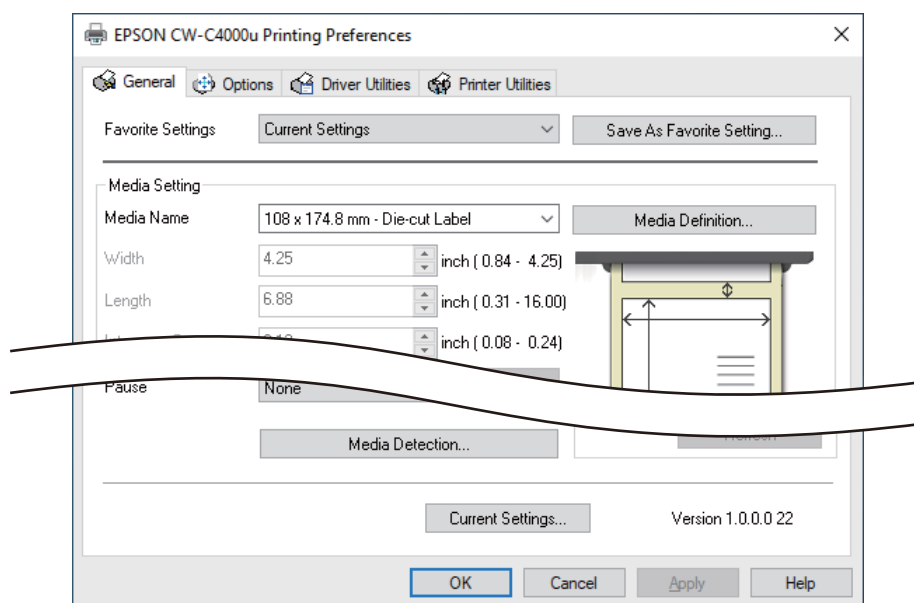 EPSON CW-C4000u Printing Preferences
General Options Driver Utilities Printer Utilities
Favorite Settings Current Settings Save As Favorite Setting...
Media Setting
Media Name 108 x 174.8 mm - Die-cut Label Media Definition...
Width 4.25 inch ( 0.84 - 4.25)
Length 6.88 inch ( 0.31 - 16.00)
inch ( 0.08 - 0.24)
Pause None
Media Detection...
Current Settings... Version 1.0.0.0 22
OK Cancel Apply Help